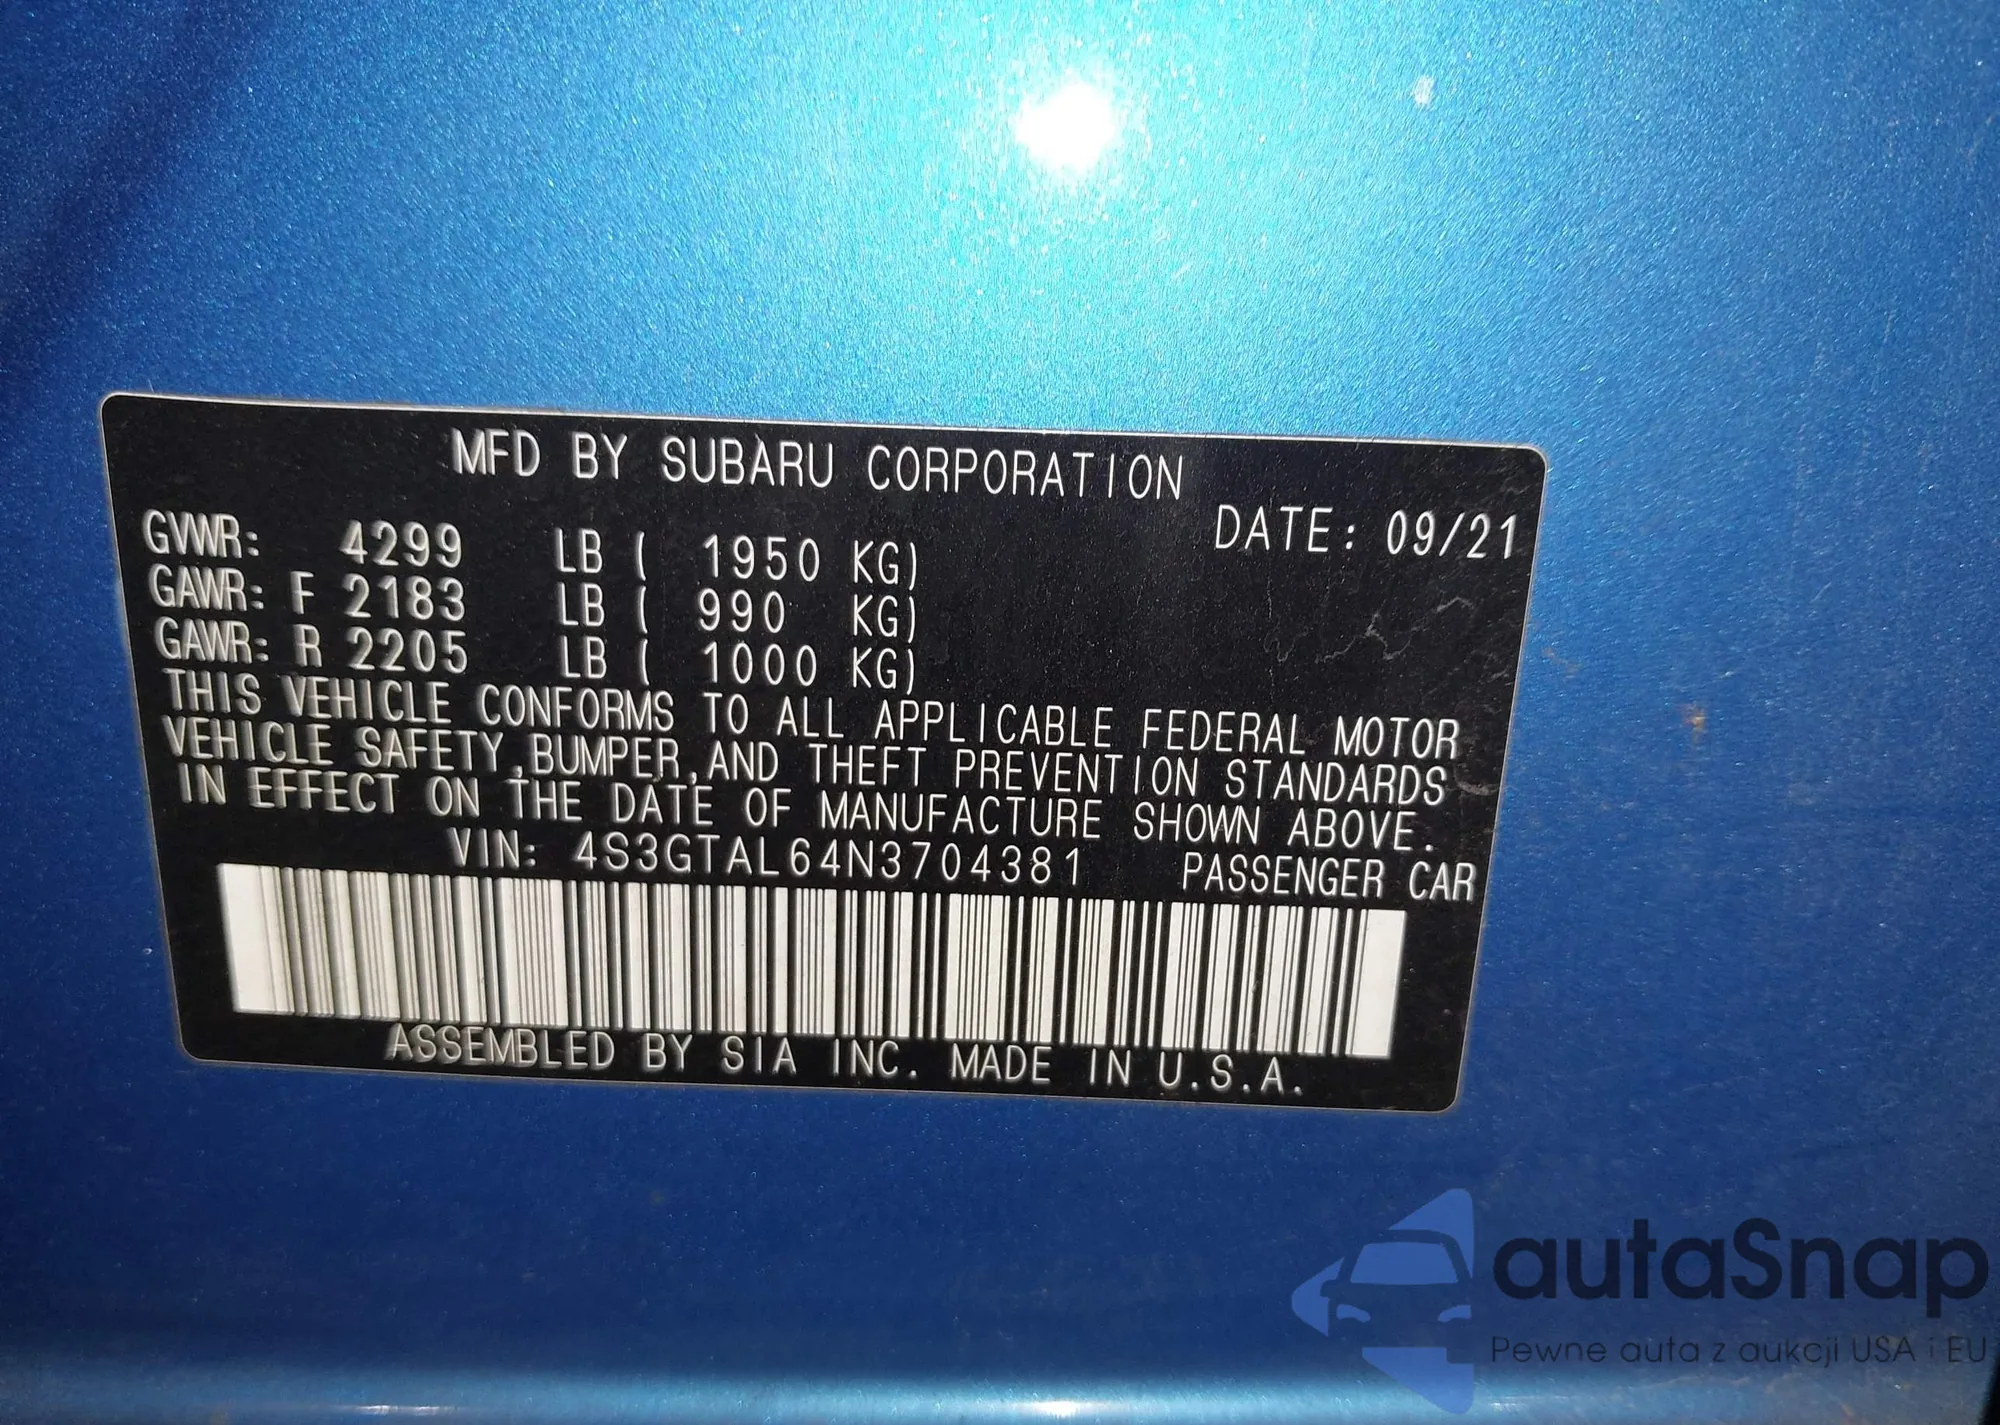 MFD BY SUBARU CORPORATION
DATE: 09/21
GVWR: 4299 LB ( 1950 KG)
GAWR: F 2183 LB ( 990 KG)
GAWR: R 2205 LB ( 1000 KG)
THIS VEHICLE CONFORMS TO ALL APPLICABLE FEDERAL MOTOR
VEHICLE SAFETY,BUMPER,AND THEFT PREVENTION STANDARDS
IN EFFECT ON THE DATE OF MANUFACTURE SHOWN ABOVE.
VIN: 4S3GTAL64N3704381 PASSENGER CAR
ASSEMBLED BY SIA INC. MADE IN U.S.A.
autaSnap
Pewne auta z aukcji USA i EU